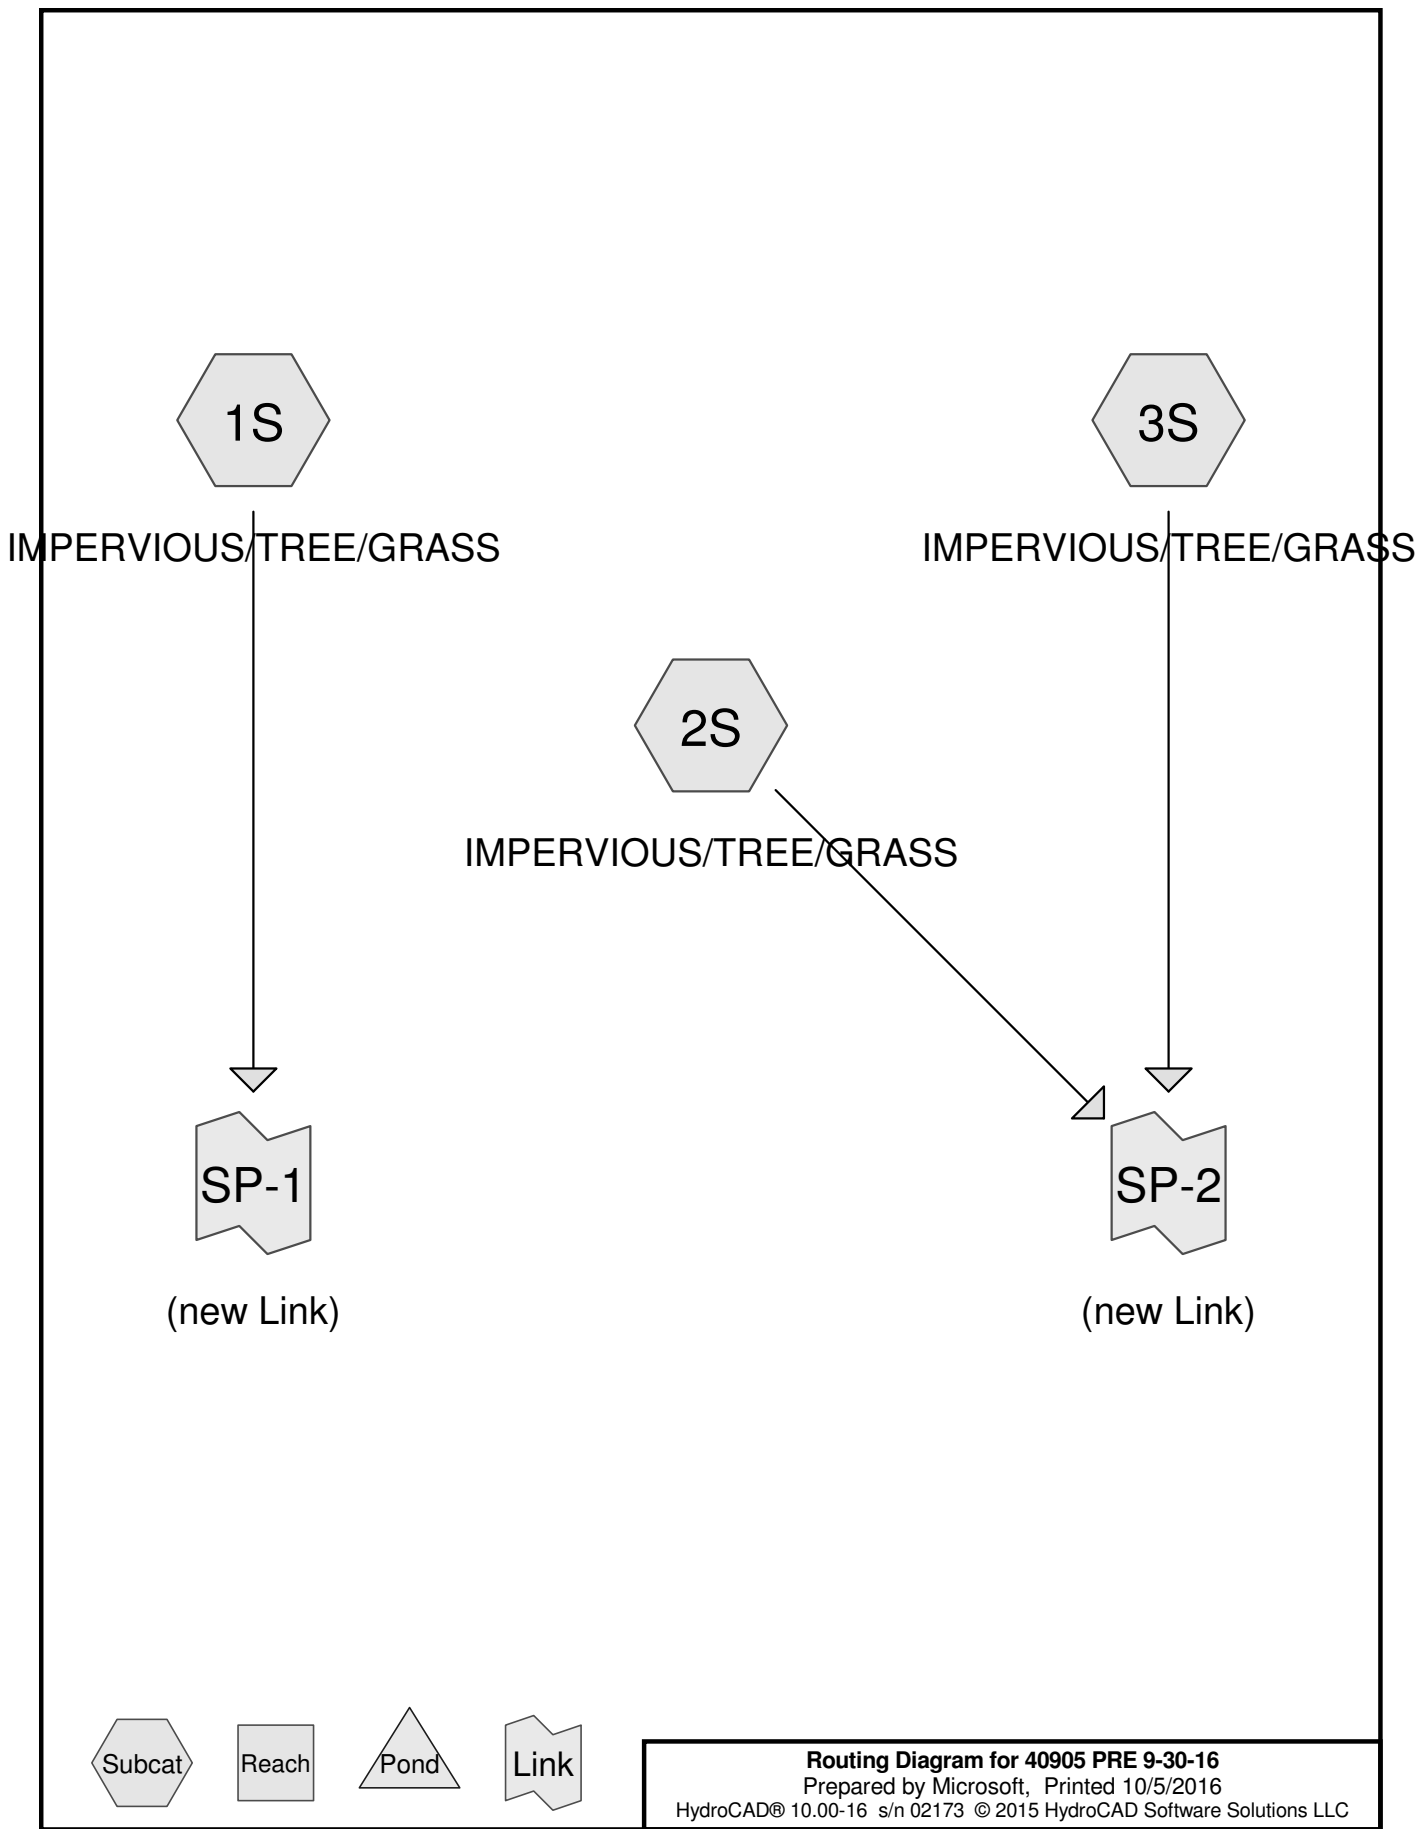 1S
3S
IMPERVIOUS/TREE/GRASS
IMPERVIOUS/TREE/GRASS
2S
IMPERVIOUS/TREE/GRASS
SP-1
SP-2
(new Link)
(new Link)
Subcat
Reach
Pond
Link
Routing Diagram for 40905 PRE 9-30-16
Prepared by Microsoft, Printed 10/5/2016
HydroCAD® 10.00-16 s/n 02173 © 2015 HydroCAD Software Solutions LLC